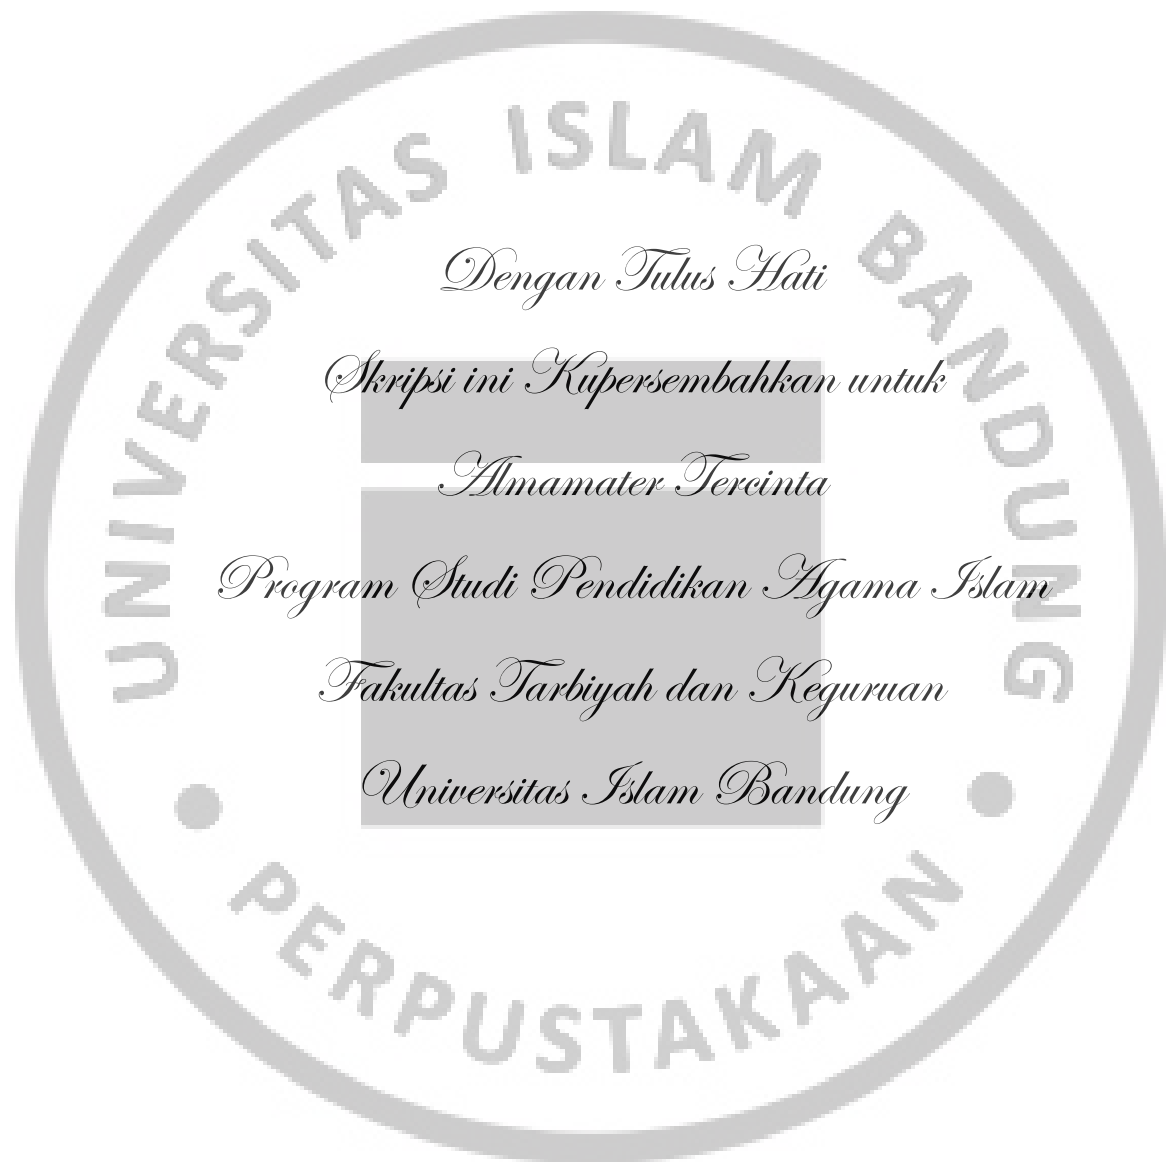 UNIVERSITAS ISLAM BANDUNG
Dengan Tulus Hati
Skripsi ini Kupersembahkan untuk
Almamater Tercinta
Program Studi Pendidikan Agama Islam
Fakultas Tarbiyah dan Keguruan
Universitas Islam Bandung
PERPUSTAKAAN